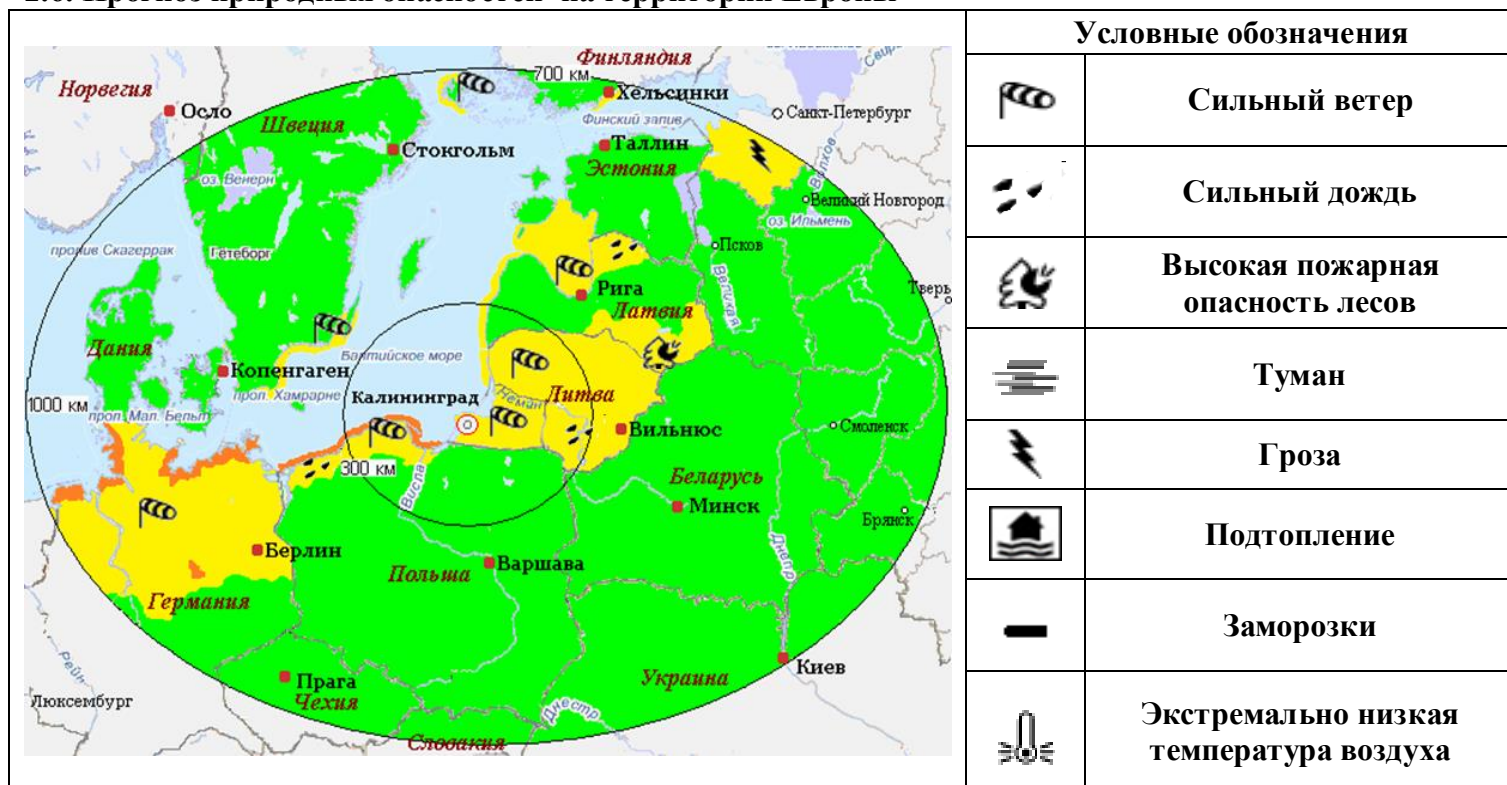 Условные обозначения
Сильный ветер
Сильный дождь
Высокая пожарная
опасность лесов
Туман
Гроза
Подтопление
Заморозки
Экстремально низкая
температура воздуха
Финляндия
700 км
Норвегия
Хельсинки
Осло
Санкт-Петербург
Швеция
Финский залив
Стокгольм
Таллин
Эстония
оз. Венерн
Великий Новгород
оз. Ильмень
Псков
пролив Скагеррак
Гетеборг
Великая
Тверь
Рига
Латвия
Дания
Балтийское море
Копенгаген
Калининград
Неман
Литва
1000 км
прол. Мал. Бельт
прол. Хамрарне
Вильнюс
Смоленск
300 км
Висла
Беларусь
Минск
Брянск
Берлин
Польша
Варшава
Днепр
Германия
Рейн
Киев
Прага
Чехия
Украина
Люксембург
Днестр
Словакия